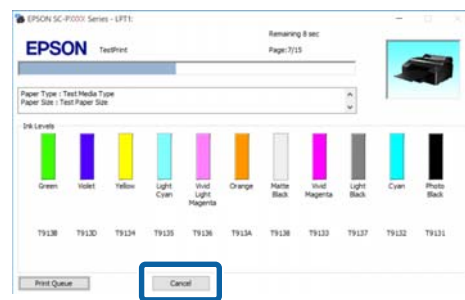 EPSON SC-PXXXX Series - LPT1:
Remaining 8 sec
EPSON TestPrint Page: 7/15
Paper Type : Test Media Type
Paper Size : Test Paper Size
Ink Levels
Green Violet Yellow Light Cyan Vivid Light Magenta Orange Matte Black Vivid Magenta Light Black Cyan Photo Black
T913B T913D T9134 T9135 T9136 T913A T9138 T9133 T9137 T9132 T9131
Print Queue Cancel